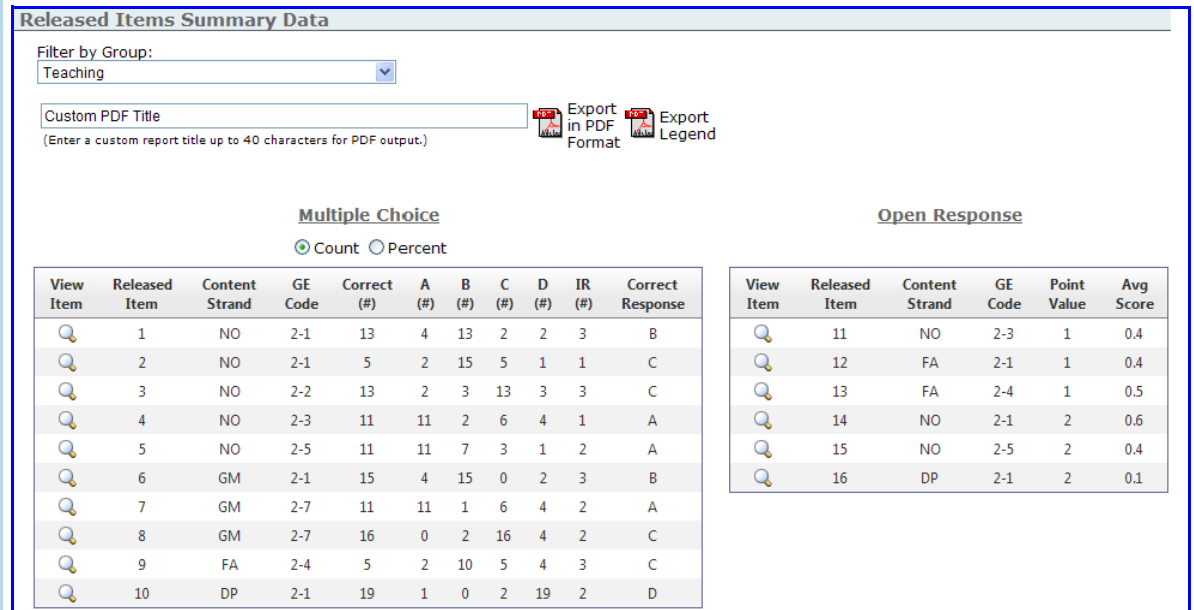 Released Items Summary Data
Filter by Group:
Teaching
Custom PDF Title
(Enter a custom report title up to 40 characters for PDF output.)
Export in PDF Format
Export Legend
Multiple Choice
Count Percent
View Item Released Item Content Strand GE Code Correct (#) A (#) B (#) C (#) D (#) IR (#) Correct Response
1 NO 2-1 13 4 13 2 2 3 B
2 NO 2-1 5 2 15 5 1 1 C
3 NO 2-2 13 2 3 13 3 3 C
4 NO 2-3 11 11 2 6 4 1 A
5 NO 2-5 11 11 7 3 1 2 A
6 GM 2-1 15 4 15 0 2 3 B
7 GM 2-7 11 11 1 6 4 2 A
8 GM 2-7 16 0 2 16 4 2 C
9 FA 2-4 5 2 10 5 4 3 C
10 DP 2-1 19 1 0 2 19 2 D
Open Response
View Item Released Item Content Strand GE Code Point Value Avg Score
11 NO 2-3 1 0.4
12 FA 2-1 1 0.4
13 FA 2-4 1 0.5
14 NO 2-1 2 0.6
15 NO 2-5 2 0.4
16 DP 2-1 2 0.1